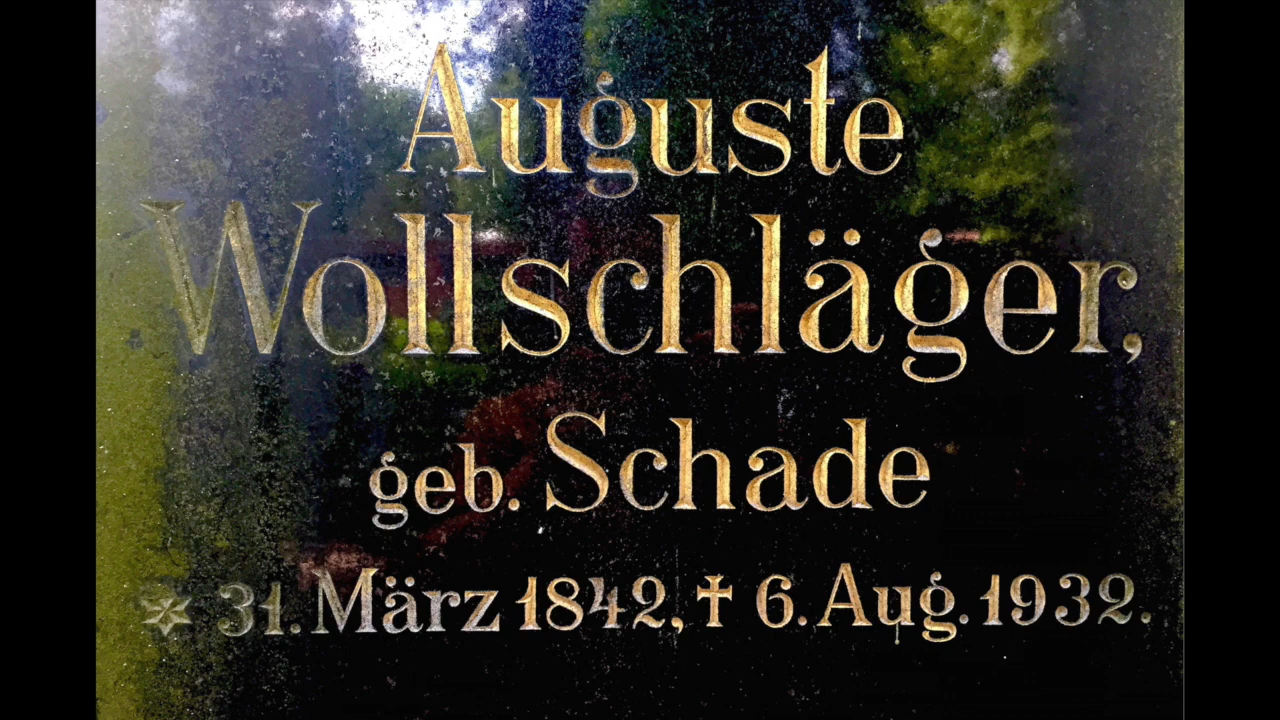 Auguste
Wollschläger,
geb. Schade
* 31. März 1842, † 6. Aug. 1932.